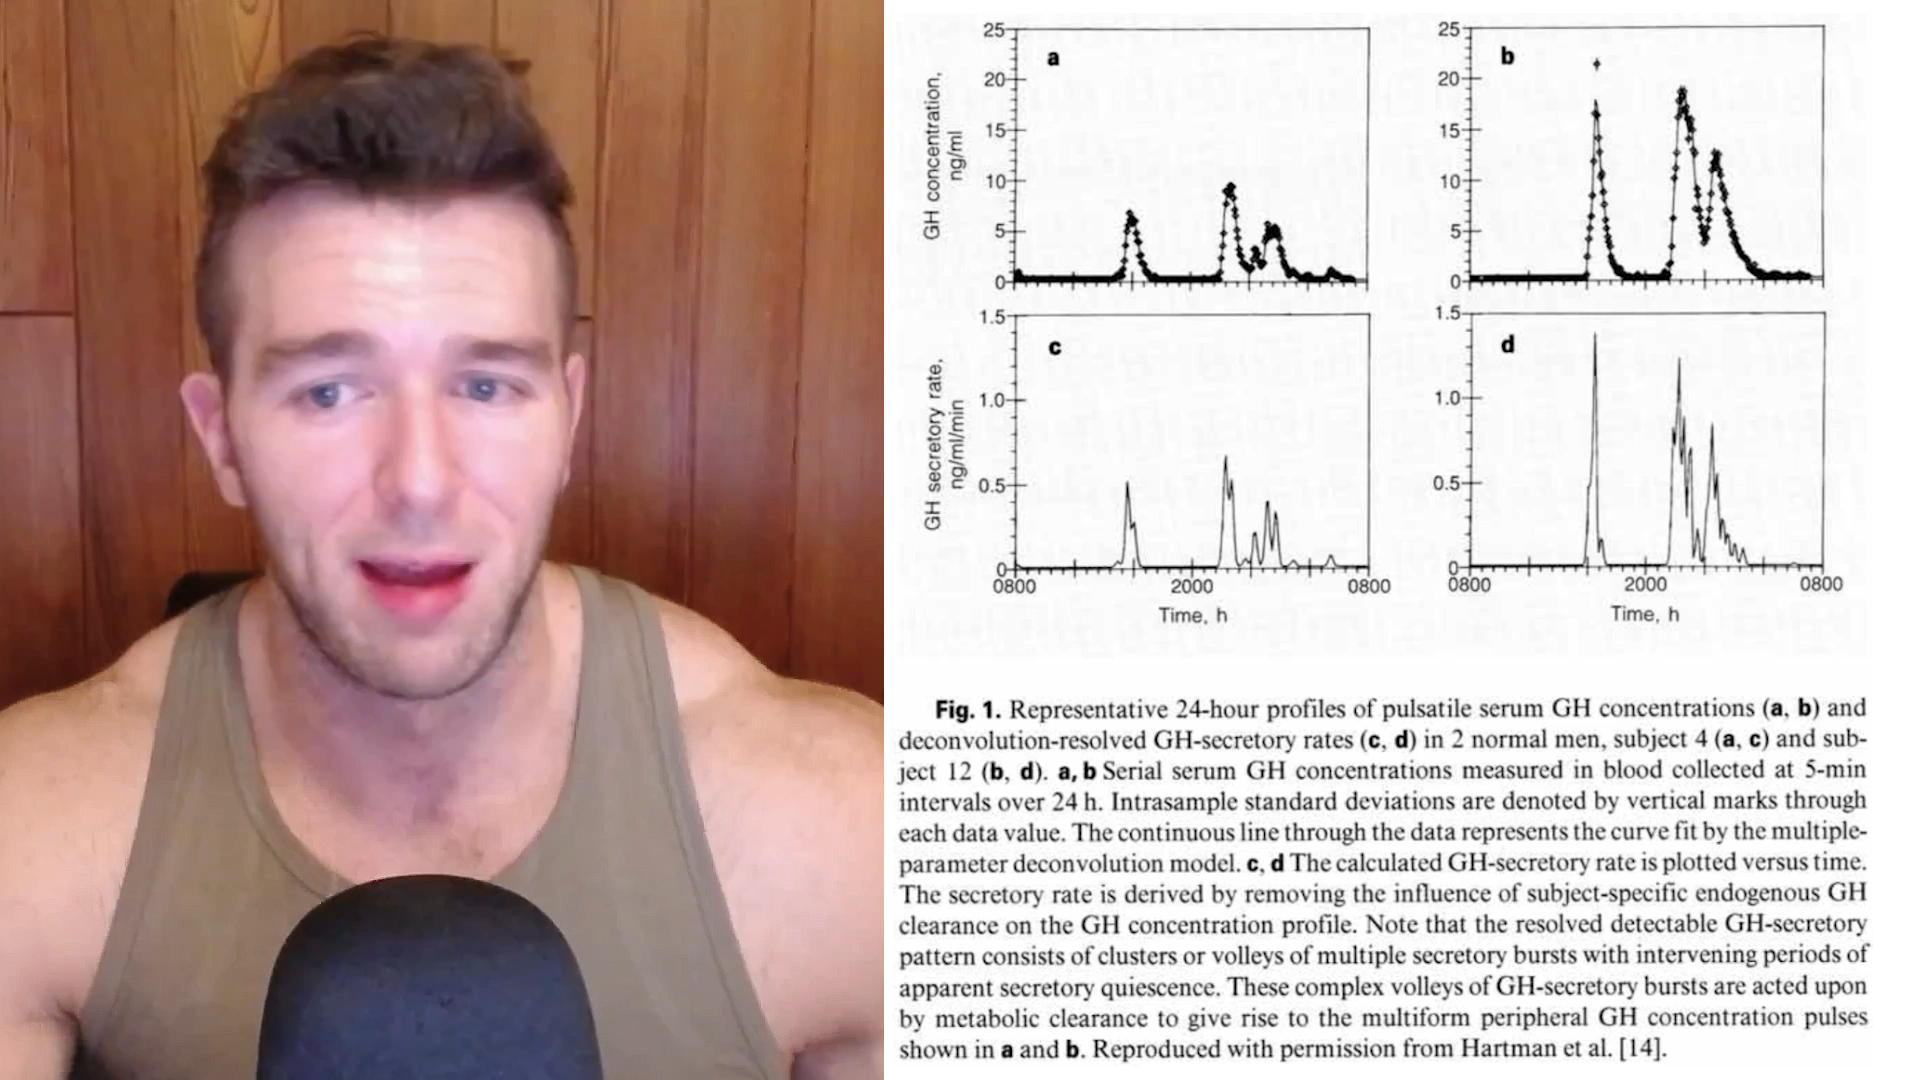 25
a
20
15
10
5
0
GH concentration,
ng/ml
25
b
20
15
10
5
0
1.5
c
1.0
0.5
0
GH secretory rate,
ng/ml/min
0800
2000
0800
Time, h
1.5
d
1.0
0.5
0
0800
2000
0800
Time, h
Fig. 1. Representative 24-hour profiles of pulsatile serum GH concentrations (a, b) and
deconvolution-resolved GH-secretory rates (c, d) in 2 normal men, subject 4 (a, c) and sub-
ject 12 (b, d). a, b Serial serum GH concentrations measured in blood collected at 5-min
intervals over 24 h. Intrasample standard deviations are denoted by vertical marks through
each data value. The continuous line through the data represents the curve fit by the multiple-
parameter deconvolution model. c, d The calculated GH-secretory rate is plotted versus time.
The secretory rate is derived by removing the influence of subject-specific endogenous GH
clearance on the GH concentration profile. Note that the resolved detectable GH-secretory
pattern consists of clusters or volleys of multiple secretory bursts with intervening periods of
apparent secretory quiescence. These complex volleys of GH-secretory bursts are acted upon
by metabolic clearance to give rise to the multiform peripheral GH concentration pulses
shown in a and b. Reproduced with permission from Hartman et al. [14].